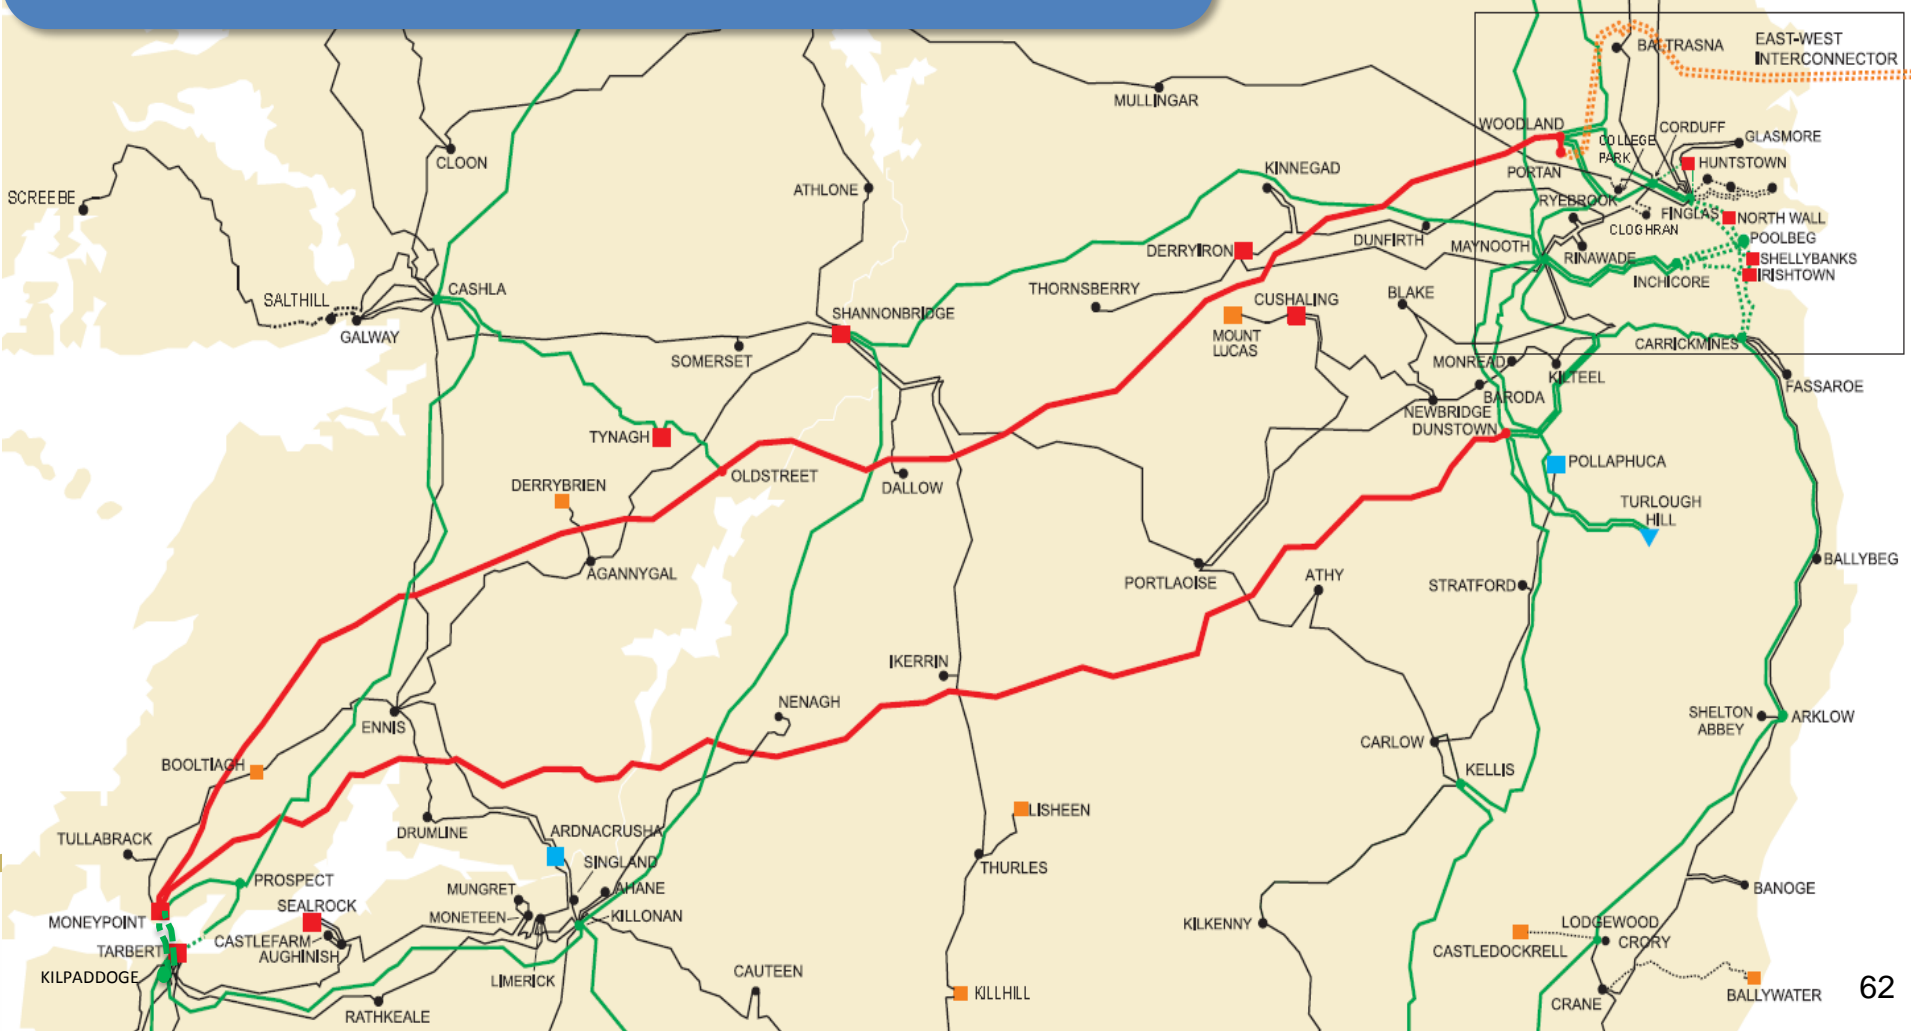 BALTRASNA
EAST-WEST
INTERCONNECTOR
MULLINGAR
WOODLAND
CORDUFF
GLASMORE
COLLEGE
PARK
HUNTSTOWN
CLOON
KINNEGAD
PORTAN
ATHLONE
SCREEBE
RYEBROOK
FINGLAS
NORTH WALL
CLOGHRAN
DUNFIRTH
MAYNOOTH
POOLBEG
DERRYIRON
RINAWADE
SHELLYBANKS
IRISHTOWN
INCHICORE
CASHLA
THORNSBERRY
CUSHALING
BLAKE
SALTHILL
SHANNONBRIDGE
GALWAY
MOUNT
LUCAS
CARRICKMINES
SOMERSET
MONREAD
KILTEEL
FASSAROE
BARODA
NEWBRIDGE
DUNSTOWN
TYNAGH
POLLAPHUCA
OLDSTREET
DERRYBRIEN
DALLOW
TURLOUGH
HILL
BALLYBEG
AGANNYGAL
PORTLAOISE
ATHY
STRATFORD
IKERRIN
NENAGH
ENNIS
SHELTON
ABBEY
ARKLOW
CARLOW
BOOLTIAGH
KELLIS
LISHEEN
DRUMLINE
ARDNACRUSHA
TULLABRACK
SINGLAND
THURLES
PROSPECT
MUNGRET
AHANE
BANOGE
SEALROCK
MONETEEN
KILLONAN
MONEYPOINT
KILKENNY
LODGEWOOD
CASTLEFARM
CRORY
TARBERT
AUGHINISH
CASTLEDOCKRELL
KILPADDOGE
LIMERICK
CAUTEEN
KILLHILL
BALLYWATER
62
CRANE
RATHKEALE